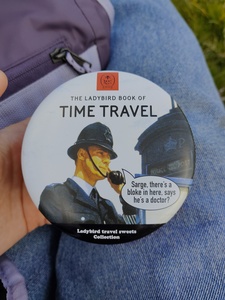 THE LADYBIRD BOOK OF
TIME TRAVEL
Sarge, there's a
bloke in here, says
he's a doctor?
Ladybird travel sweets
Collection